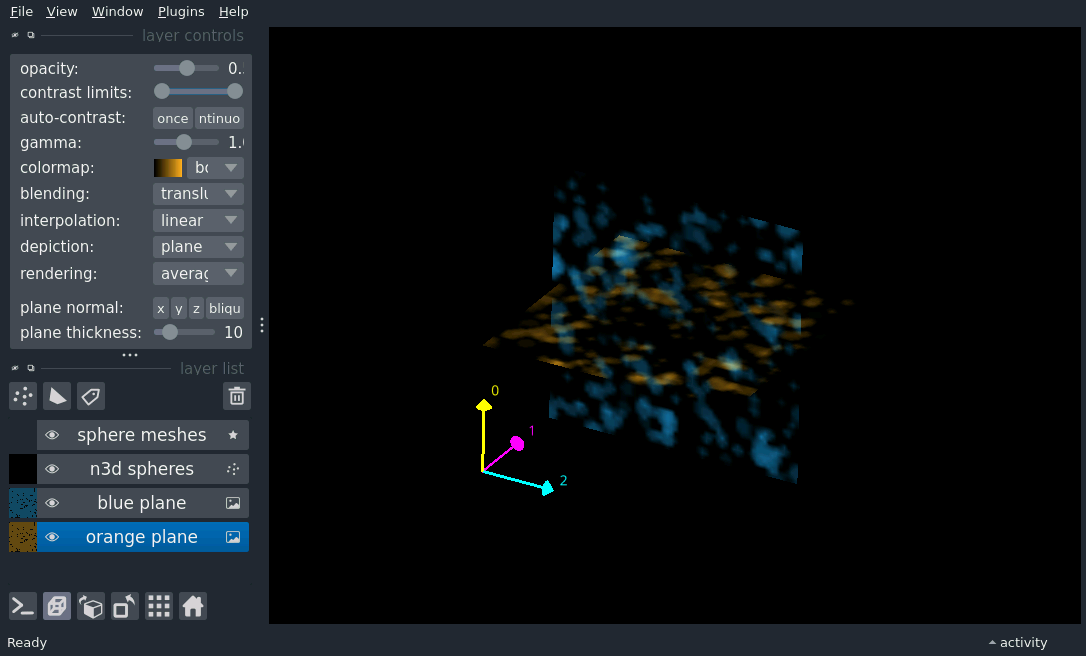 File View Window Plugins Help
layer controls
opacity: 0.
contrast limits:
auto-contrast: once ntinuo
gamma: 1.
colormap:
blending: transl
interpolation: linear
depiction: plane
rendering: averag
plane normal: x y z bliqu
plane thickness: 10
layer list
sphere meshes
n3d spheres
blue plane
orange plane
0
1
2
Ready
activity